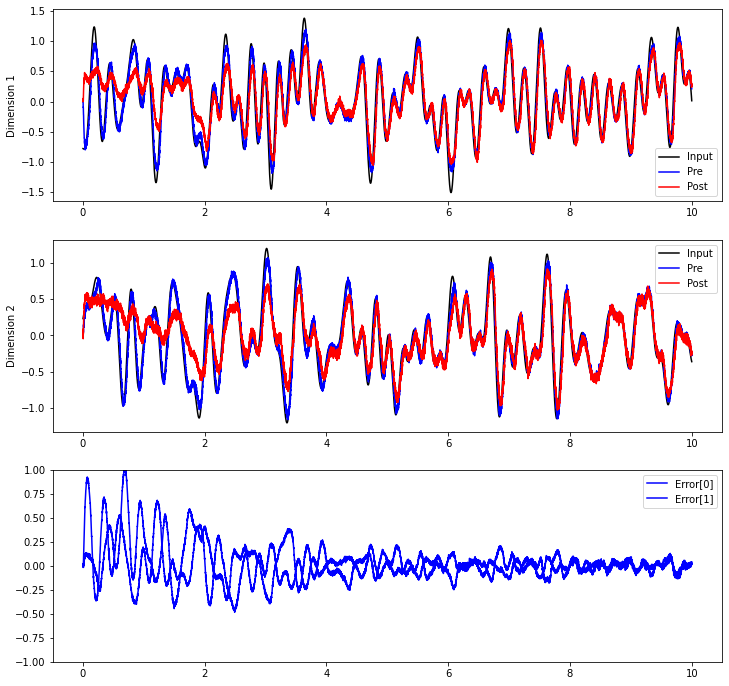 1.5
1.0
0.5
0.0
−0.5
−1.0
−1.5
Dimension 1
Input
Pre
Post
0 2 4 6 8 10
1.0
0.5
0.0
−0.5
−1.0
Dimension 2
Input
Pre
Post
0 2 4 6 8 10
1.00
0.75
0.50
0.25
0.00
−0.25
−0.50
−0.75
−1.00
Error[0]
Error[1]
0 2 4 6 8 10